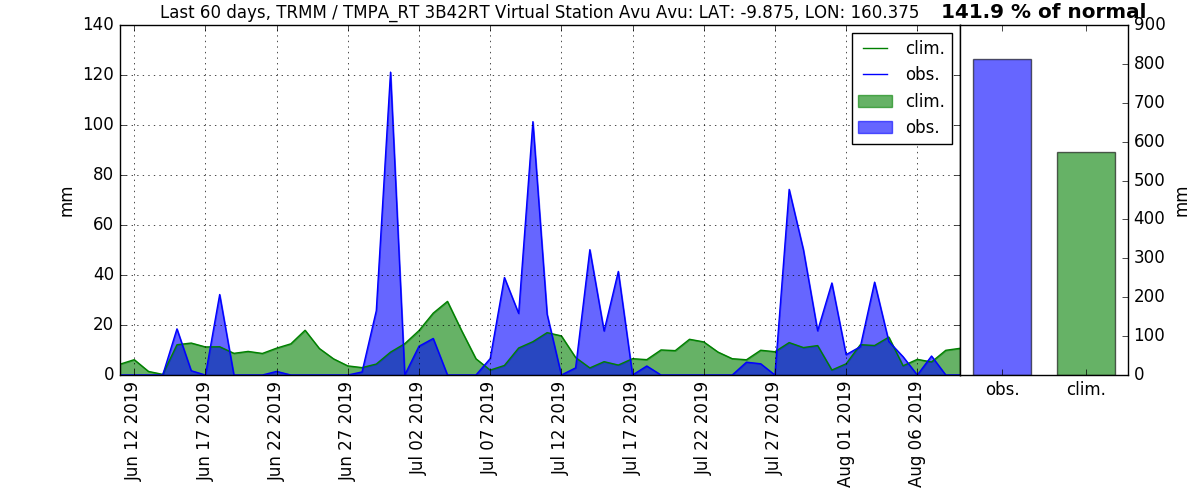 Last 60 days, TRMM / TMPA_RT 3B42RT Virtual Station Avu Avu: LAT: -9.875, LON: 160.375
141.9 % of normal
140
120
100
80
60
40
20
0
mm
clim.
obs.
clim.
obs.
Jun 12 2019
Jun 17 2019
Jun 22 2019
Jun 27 2019
Jul 02 2019
Jul 07 2019
Jul 12 2019
Jul 17 2019
Jul 22 2019
Jul 27 2019
Aug 01 2019
Aug 06 2019
900
800
700
600
500
400
300
200
100
0
mm
obs.
clim.